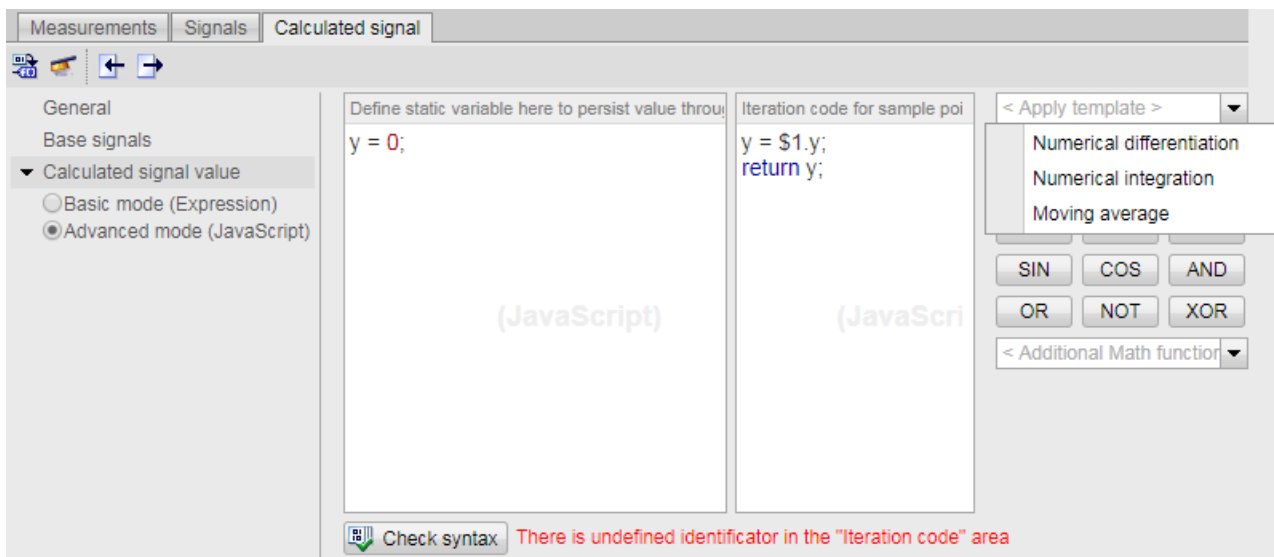 Measurements Signals Calculated signal
General
Base signals
Calculated signal value
Basic mode (Expression)
Advanced mode (JavaScript)
Define static variable here to persist value throug
y = 0;
(JavaScript)
Iteration code for sample poi
y = $1.y;
return y;
(JavaScri
< Apply template >
Numerical differentiation
Numerical integration
Moving average
SIN COS AND
OR NOT XOR
< Additional Math function
Check syntax There is undefined identificator in the "Iteration code" area